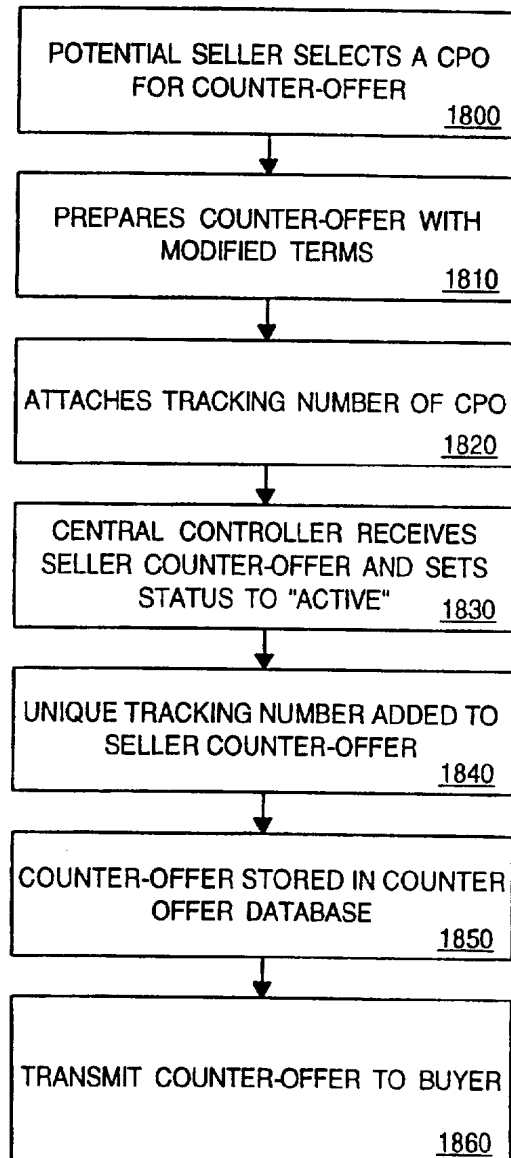 POTENTIAL SELLER SELECTS A CPO
FOR COUNTER-OFFER
1800
PREPARES COUNTER-OFFER WITH
MODIFIED TERMS
1810
ATTACHES TRACKING NUMBER OF CPO
1820
CENTRAL CONTROLLER RECEIVES
SELLER COUNTER-OFFER AND SETS
STATUS TO "ACTIVE"
1830
UNIQUE TRACKING NUMBER ADDED TO
SELLER COUNTER-OFFER
1840
COUNTER-OFFER STORED IN COUNTER
OFFER DATABASE
1850
TRANSMIT COUNTER-OFFER TO BUYER
1860